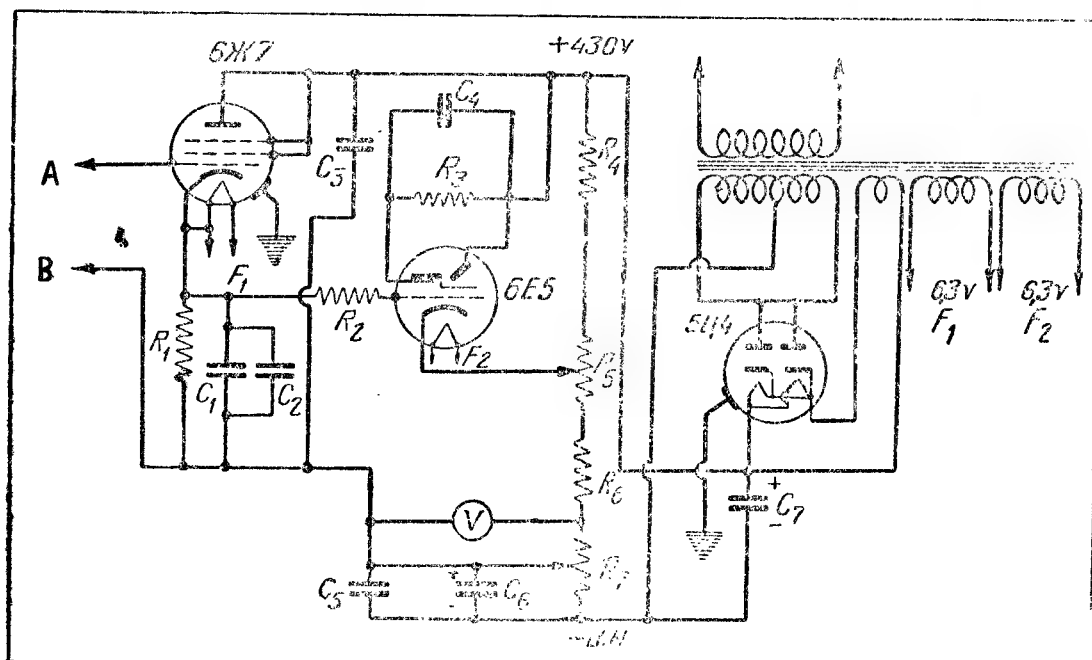 6Ж7
+430V
A
B
C₃
C₄
R₃
R₄
F₁
R₁
C₁
C₂
R₂
6E5
F₂
R₅
5Ц4
6,3V
F₁
6,3V
F₂
R₆
V
+
C₇
-
C₅
+
-
C₆
R₇